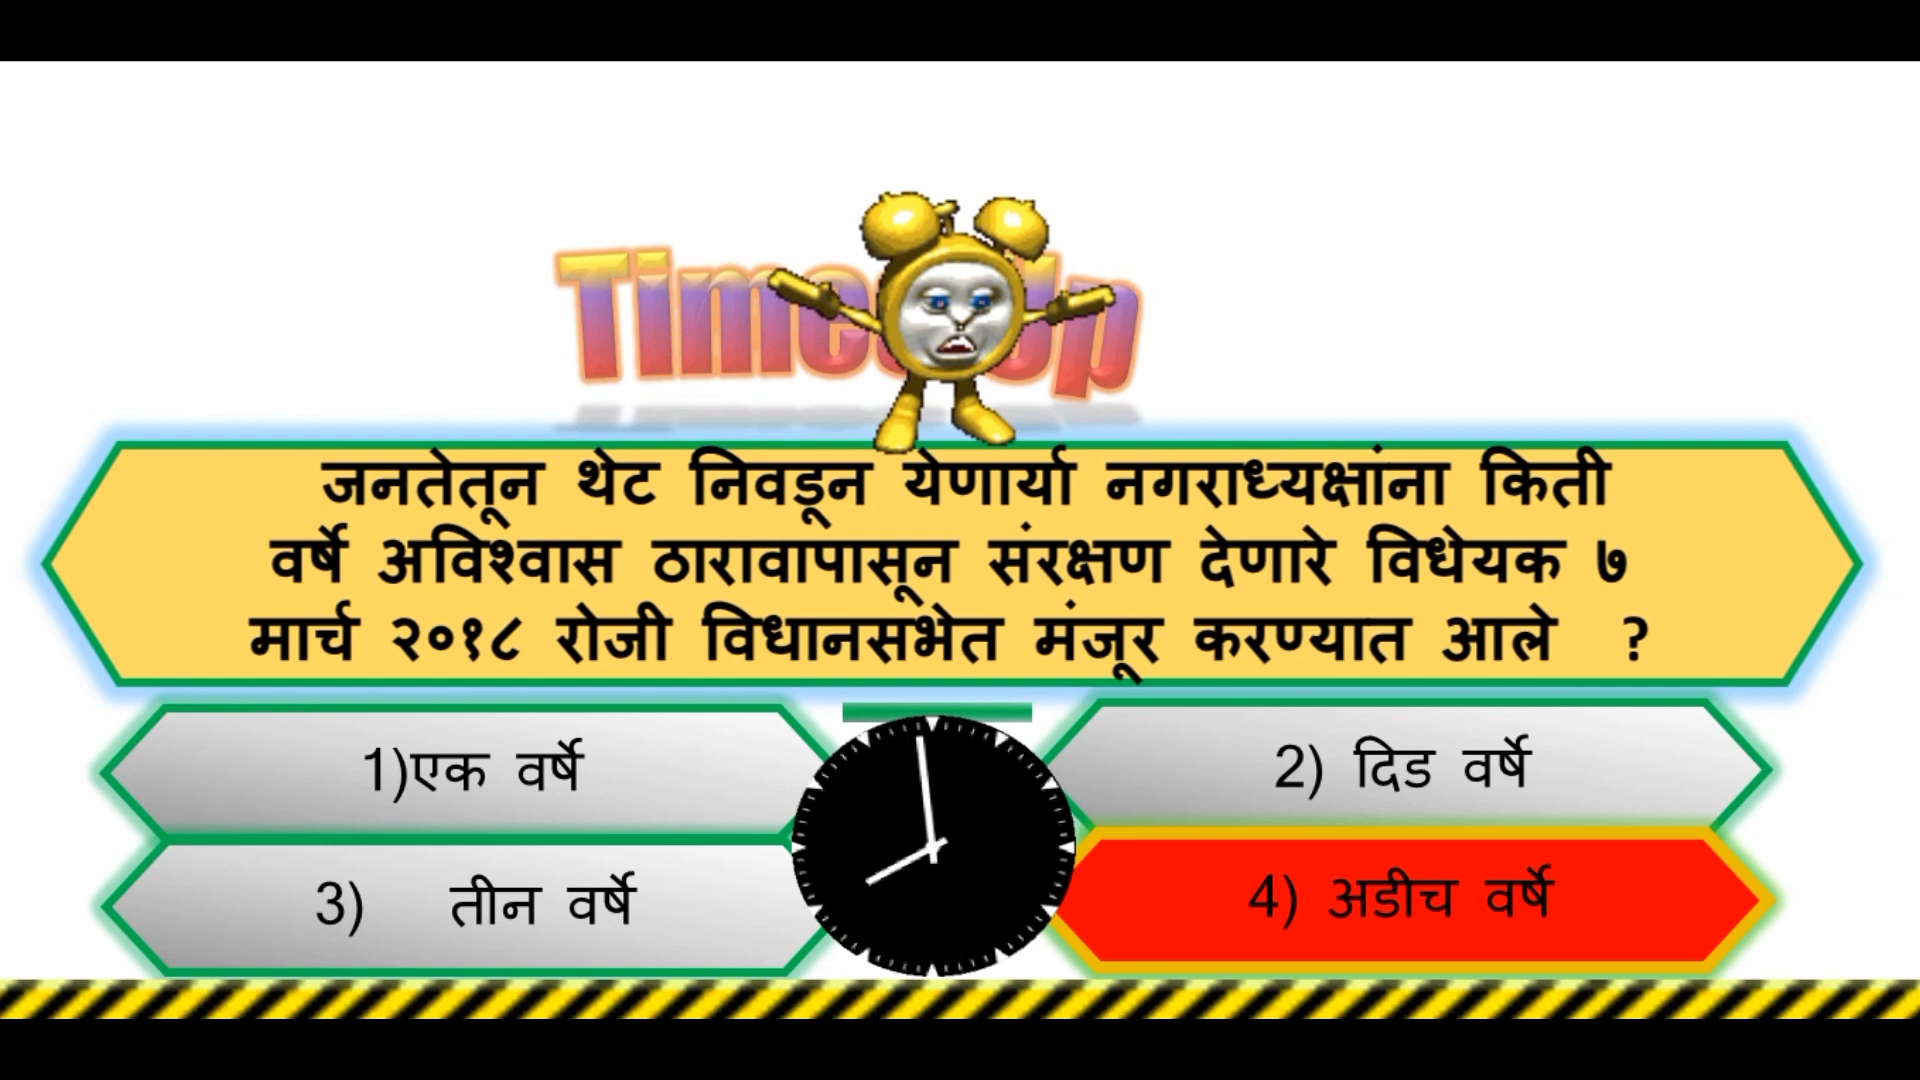 Time Up
जनतेतून थेट निवडून येणार्या नगराध्यक्षांना किती
वर्षे अविश्वास ठारावापासून संरक्षण देणारे विधेयक ७
मार्च २०१८ रोजी विधानसभेत मंजूर करण्यात आले ?
1)एक वर्षे
2) दिड वर्षे
3) तीन वर्षे
4) अडीच वर्षे